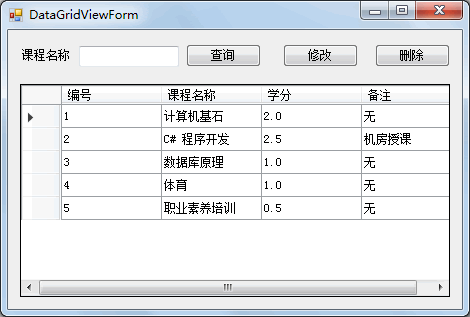 DataGridViewForm
课程名称 查询 修改 删除
编号 课程名称 学分 备注
1 计算机基石 2.0 无
2 C# 程序开发 2.5 机房授课
3 数据库原理 1.0 无
4 体育 1.0 无
5 职业素养培训 0.5 无